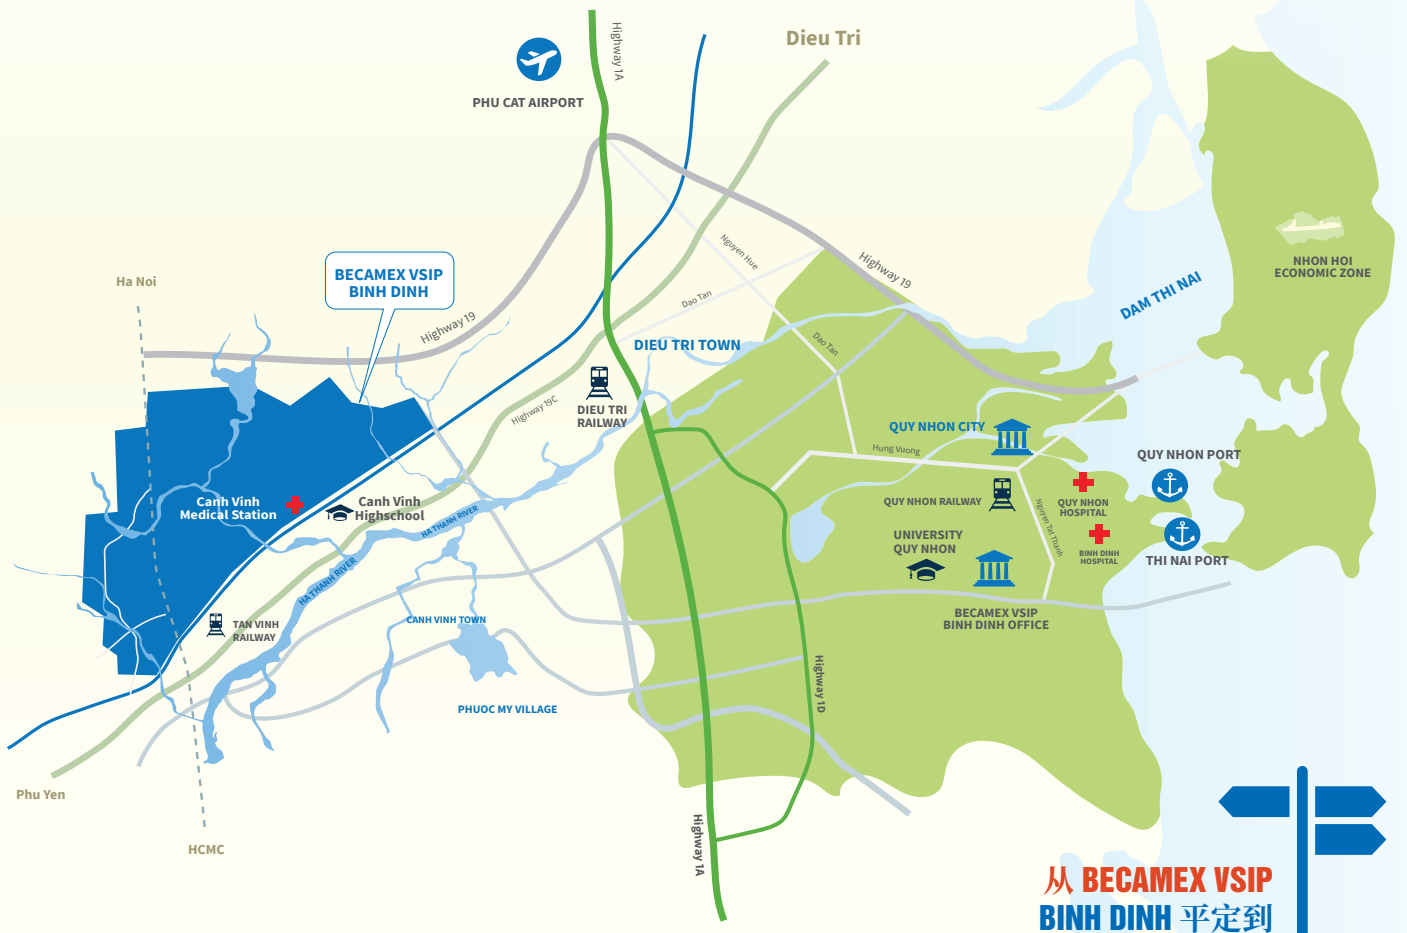 Dieu Tri
Highway 1A
PHU CAT AIRPORT
Highway 19
Nguyen Hue
NHON HOI
ECONOMIC ZONE
BECAMEX VSIP
BINH DINH
Ha Noi
DAM THI NAI
Dao Tan
Highway 19
DIEU TRI TOWN
Dao Tan
Highway 19C
DIEU TRI
RAILWAY
QUY NHON CITY
Hung Vuong
QUY NHON PORT
Canh Vinh
Medical Station
Canh Vinh
Highschool
HA THANH RIVER
QUY NHON RAILWAY
Nguyen Tat Thanh
QUY NHON
HOSPITAL
UNIVERSITY
QUY NHON
BINH DINH
HOSPITAL
THI NAI PORT
HA THANH RIVER
BECAMEX VSIP
BINH DINH OFFICE
TAN VINH
RAILWAY
CANH VINH TOWN
Highway 1D
PHUOC MY VILLAGE
Phu Yen
HCMC
Highway 1A
从 BECAMEX VSIP
BINH DINH 平定到